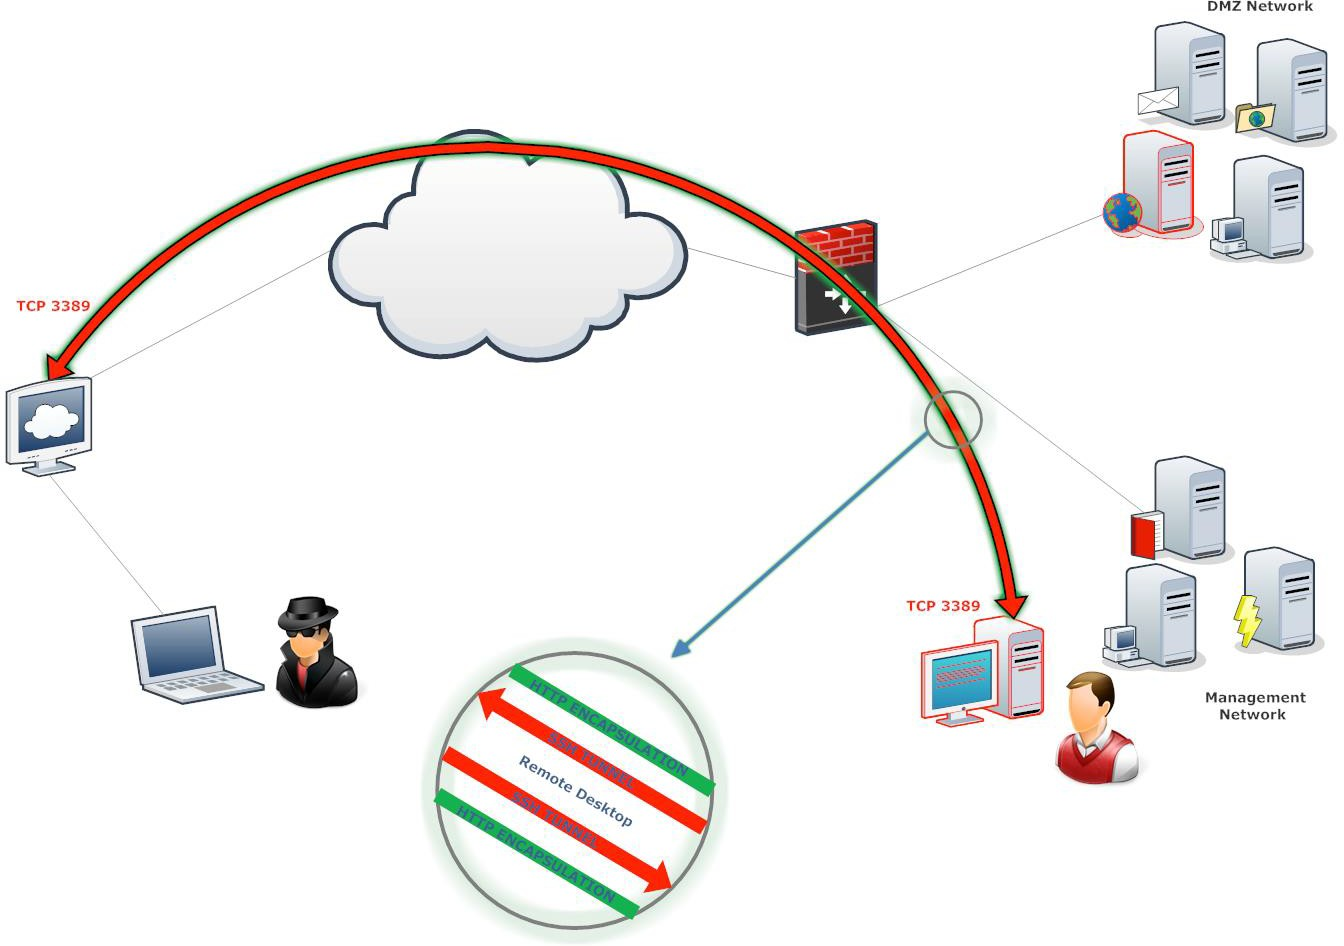 DMZ Network
TCP 3389
TCP 3389
Management
Network
HTTP ENCAPSULATION
SSH TUNNEL
Remote Desktop
SSH TUNNEL
HTTP ENCAPSULATION